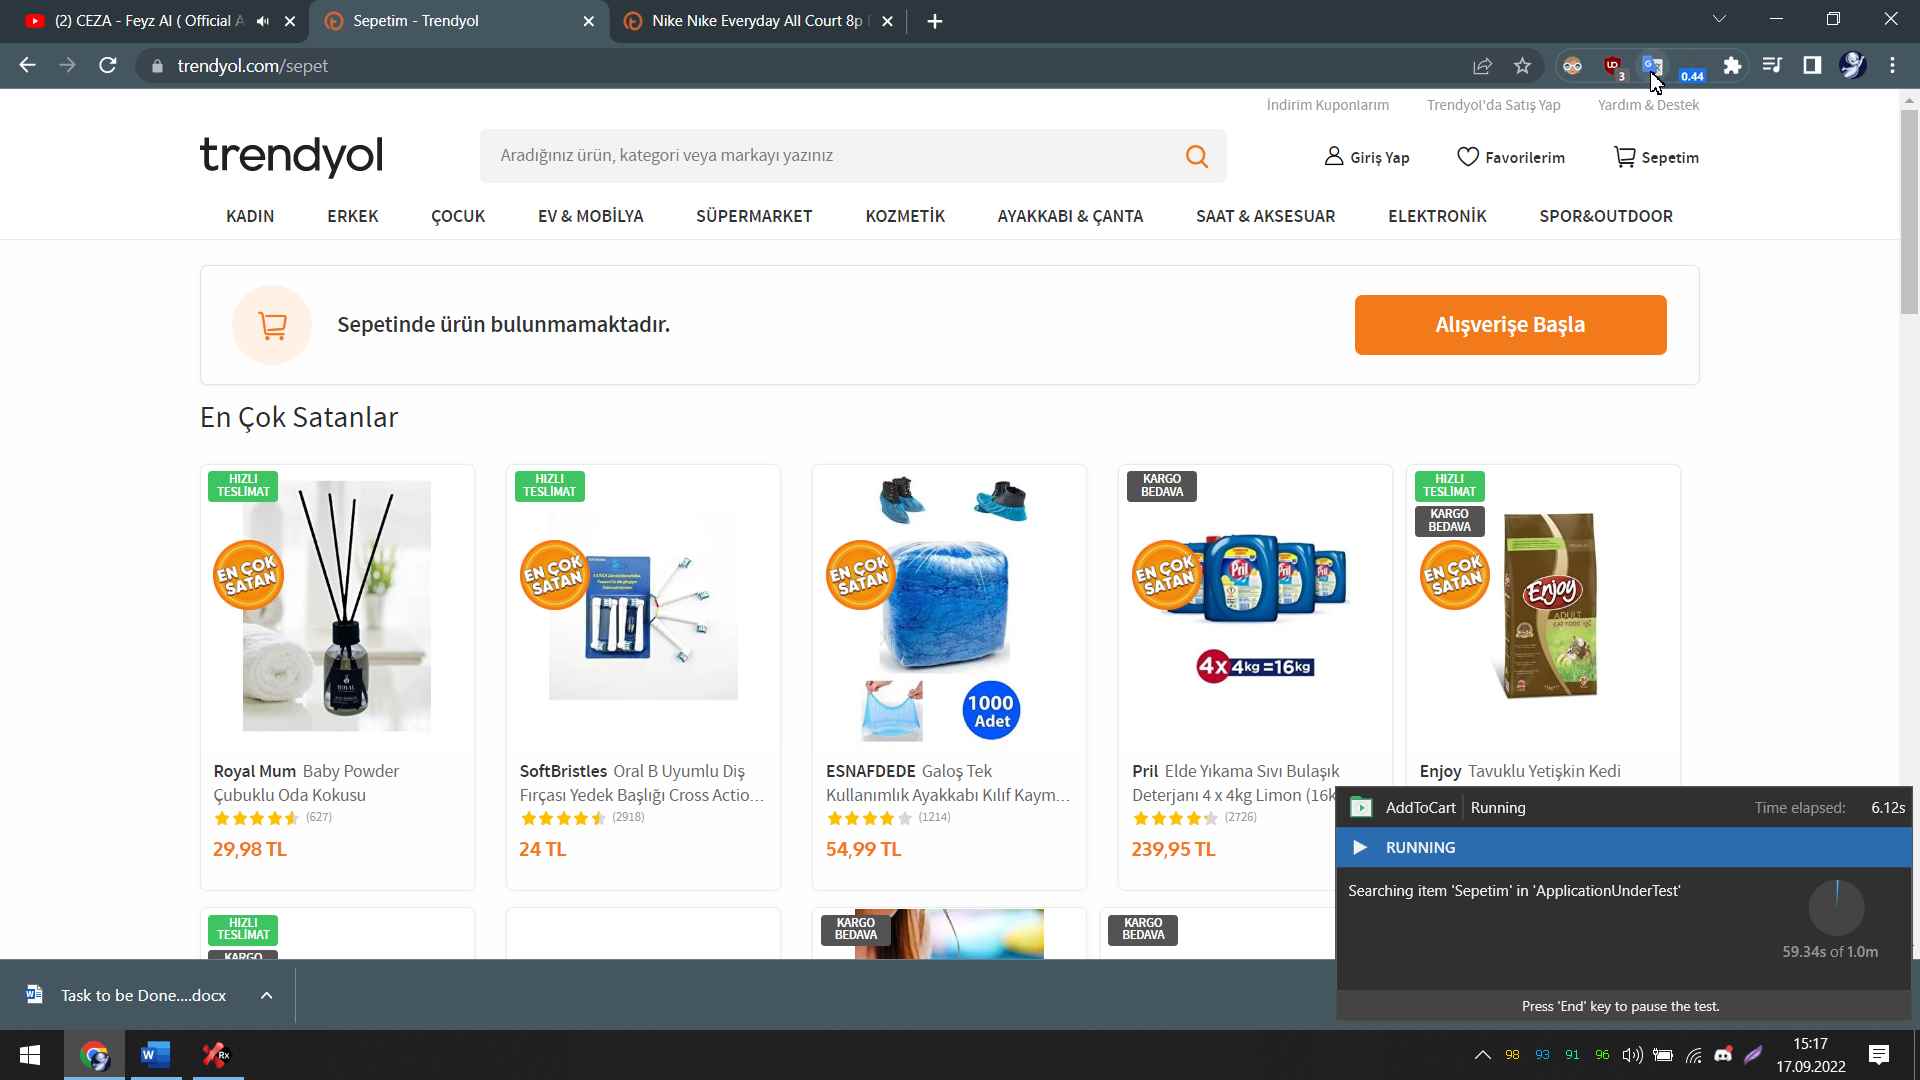 (2) CEZA - Feyz Al ( Official A
Sepetim - Trendyol
Nike Nıke Everyday All Court 8p
trendyol.com/sepet
3
0.44
İndirim Kuponlarım
Trendyol'da Satış Yap
Yardım & Destek
trendyol
Aradığınız ürün, kategori veya markayı yazınız
Giriş Yap
Favorilerim
Sepetim
KADIN
ERKEK
ÇOCUK
EV & MOBİLYA
SÜPERMARKET
KOZMETİK
AYAKKABI & ÇANTA
SAAT & AKSESUAR
ELEKTRONİK
SPOR&OUTDOOR
Sepetinde ürün bulunmamaktadır.
Alışverişe Başla
En Çok Satanlar
HIZLI
TESLİMAT
EN ÇOK
SATAN
Royal Mum Baby Powder
Çubuklu Oda Kokusu
(627)
29,98 TL
HIZLI
TESLİMAT
EN ÇOK
SATAN
SoftBristles Oral B Uyumlu Diş
Fırçası Yedek Başlığı Cross Actio...
(2918)
24 TL
EN ÇOK
SATAN
1000
Adet
ESNAFDEDE Galoş Tek
Kullanımlık Ayakkabı Kılıf Kaym...
(1214)
54,99 TL
KARGO
BEDAVA
EN ÇOK
SATAN
Pril
4x4kg=16kg
Pril Elde Yıkama Sıvı Bulaşık
Deterjanı 4 x 4kg Limon (16k
(2726)
239,95 TL
HIZLI
TESLİMAT
KARGO
BEDAVA
EN ÇOK
SATAN
Enjoy
ADULT
CAT FOOD
Enjoy Tavuklu Yetişkin Kedi
HIZLI
TESLİMAT
KARGO
KARGO
BEDAVA
KARGO
BEDAVA
AddToCart
Running
Time elapsed:
6.12s
RUNNING
Searching item 'Sepetim' in 'ApplicationUnderTest'
59.34s of 1.0m
Press 'End' key to pause the test.
Task to be Done....docx
W
Rx
98
93
91
96
15:17
17.09.2022